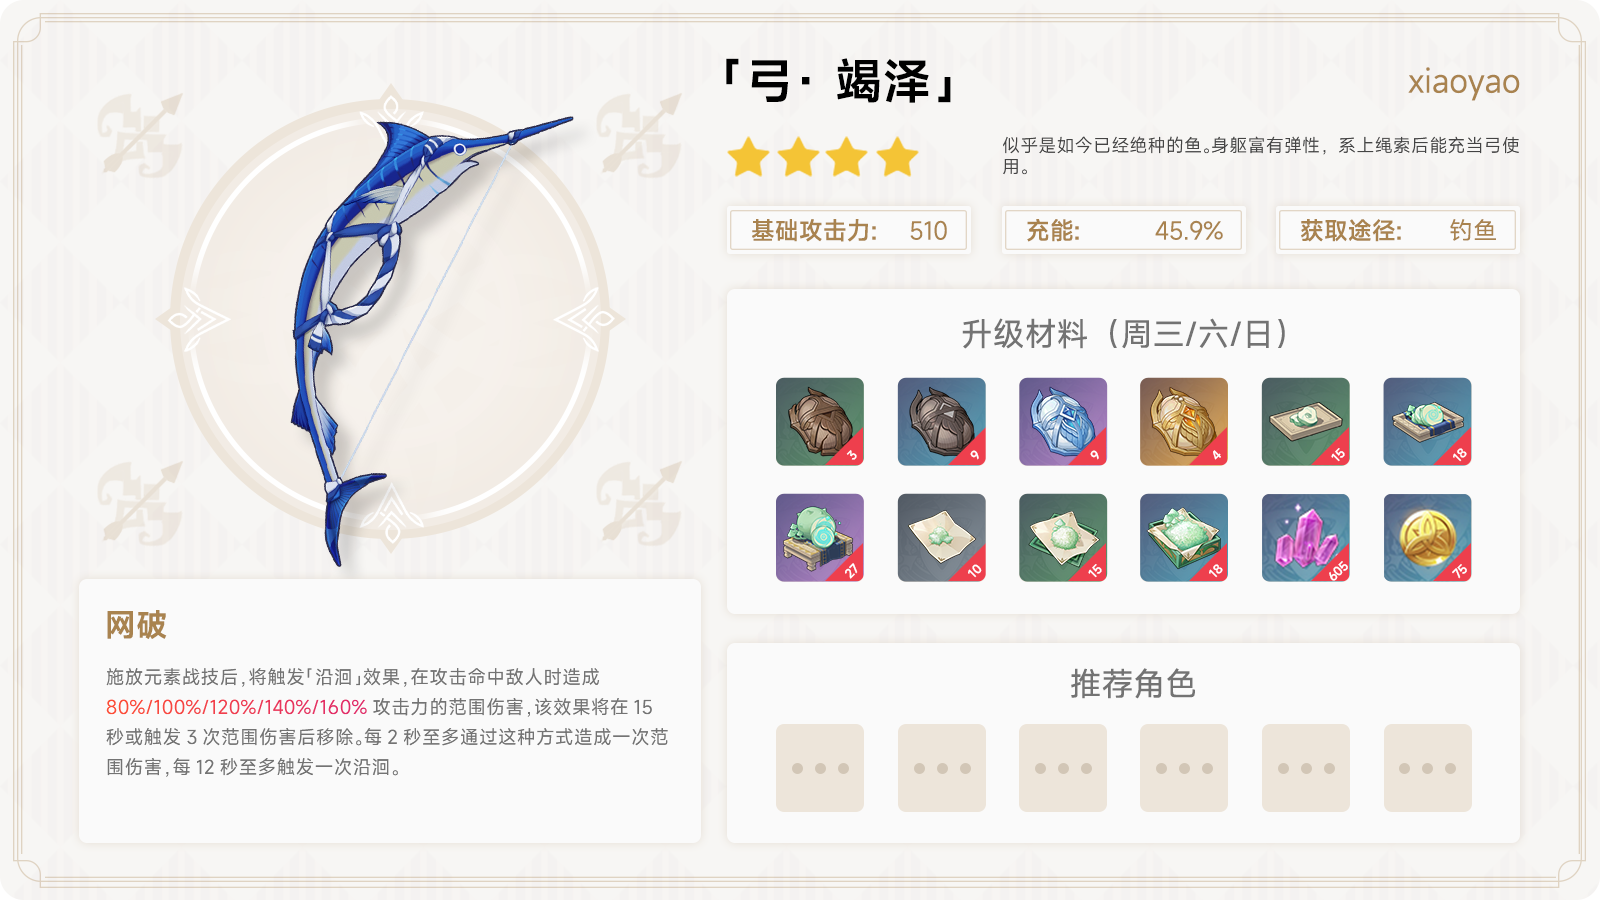 「弓· 竭泽」
xiaoyao
似乎是如今已经绝种的鱼。身躯富有弹性，系上绳索后能充当弓使
用。
基础攻击力: 510
充能: 45.9%
获取途径: 钓鱼
升级材料（周三/六/日）
3
9
9
4
15
18
27
10
15
18
605
75
网破
施放元素战技后,将触发「沿洄」效果,在攻击命中敌人时造成
80%/100%/120%/140%/160% 攻击力的范围伤害,该效果将在 15
秒或触发 3 次范围伤害后移除。每 2 秒至多通过这种方式造成一次范
围伤害,每 12 秒至多触发一次沿洄。
推荐角色